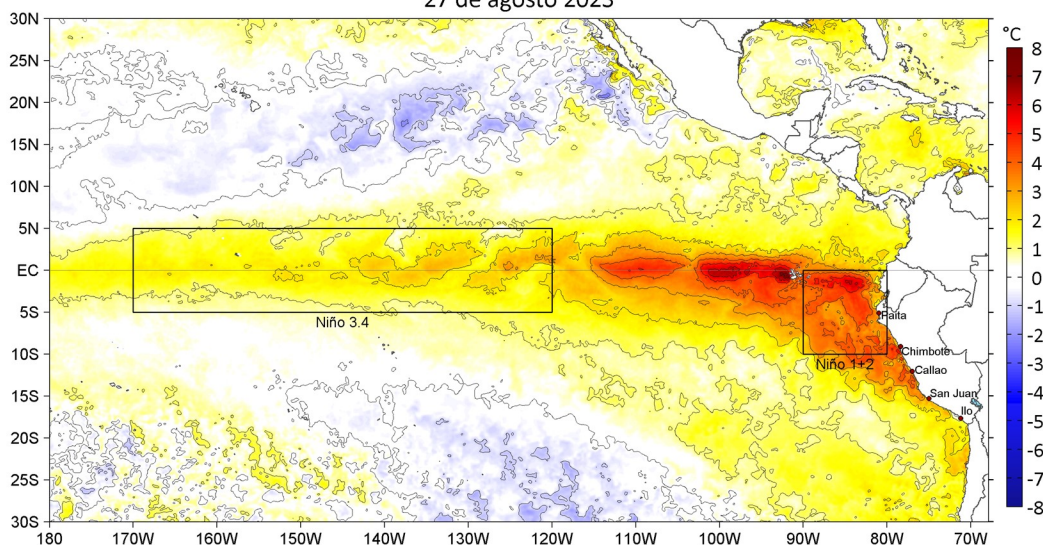 27 de agosto 2023
°C
30N
25N
20N
15N
10N
5N
EC
5S
10S
15S
20S
25S
30S
180
170W
160W
150W
140W
130W
120W
110W
100W
90W
80W
70W
Niño 3.4
Niño 1+2
Paita
Chimbote
Callao
San Juan
Ilo
8
7
6
5
4
3
2
1
0
-1
-2
-3
-4
-5
-6
-7
-8